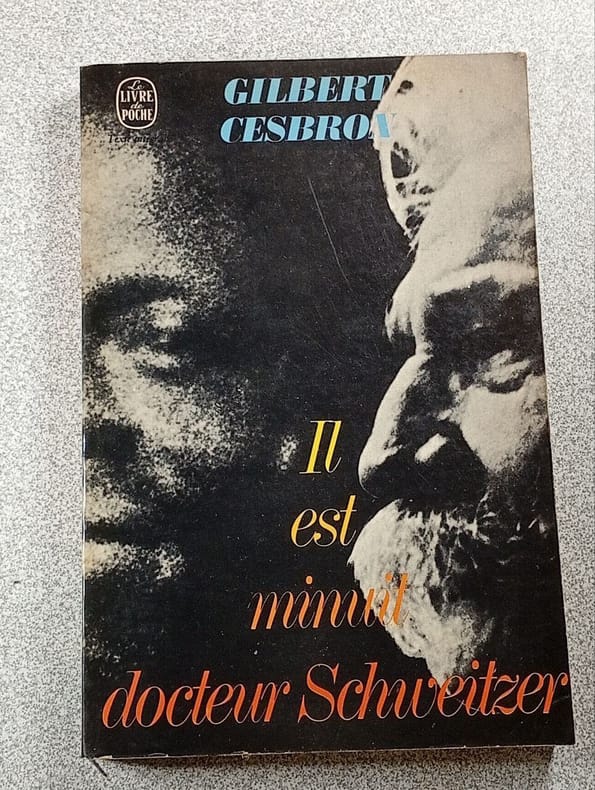 Le
LIVRE
de
POCHE
GILBERT
CESBRON
Il
est
minuit
docteur Schweitzer